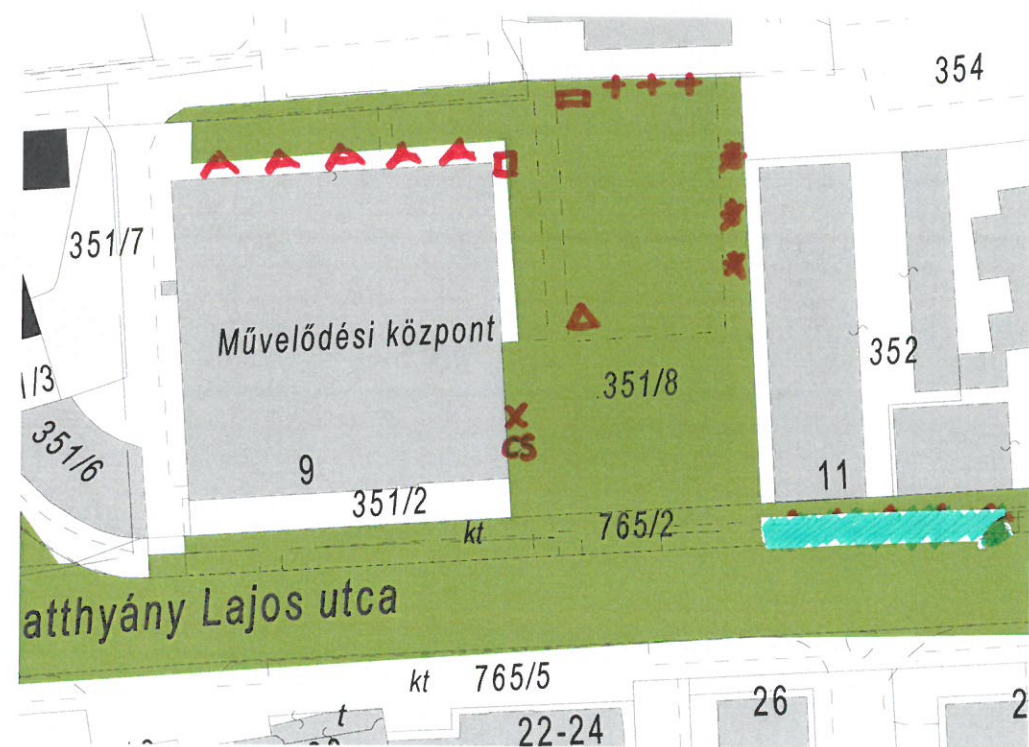 354
351/7
Művelődési központ
351/8
352
1/3
351/6
CS
9
11
351/2
kt
765/2
atthyány Lajos utca
kt 765/5
t
22-24
26
2